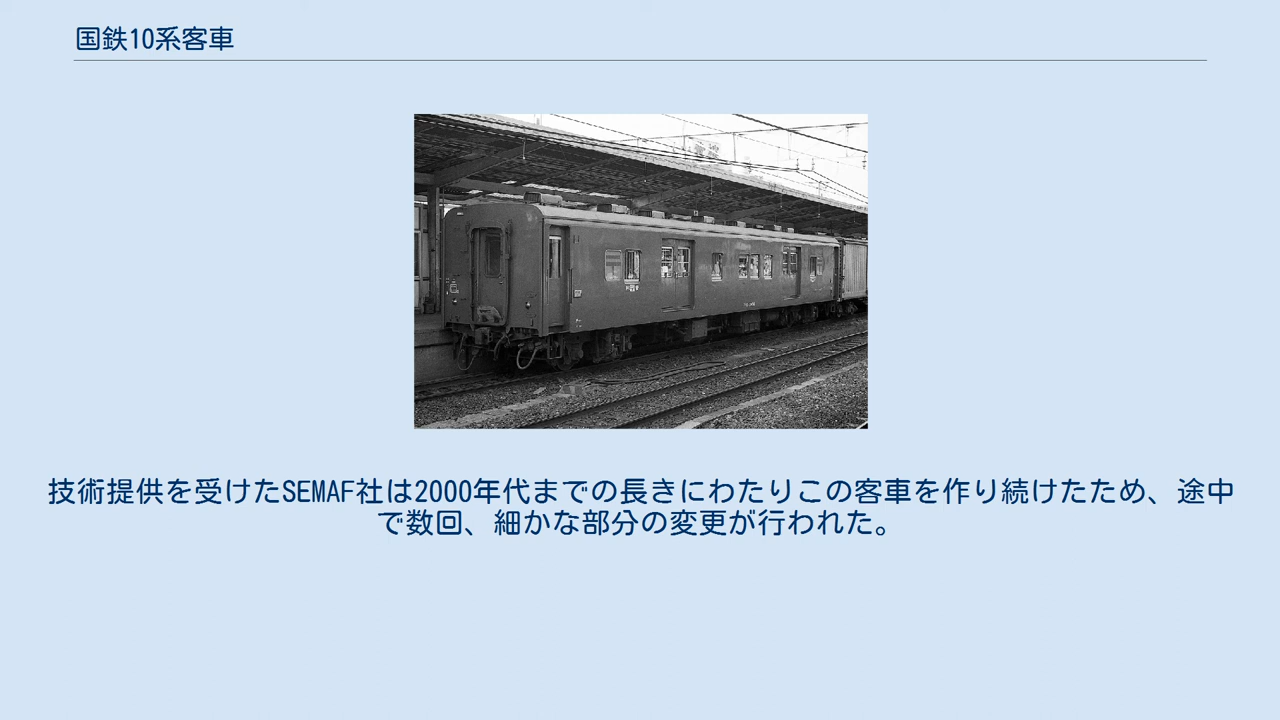 国鉄10系客車
技術提供を受けたSEMAF社は2000年代までの長きにわたりこの客車を作り続けたため、途中
で数回、細かな部分の変更が行われた。